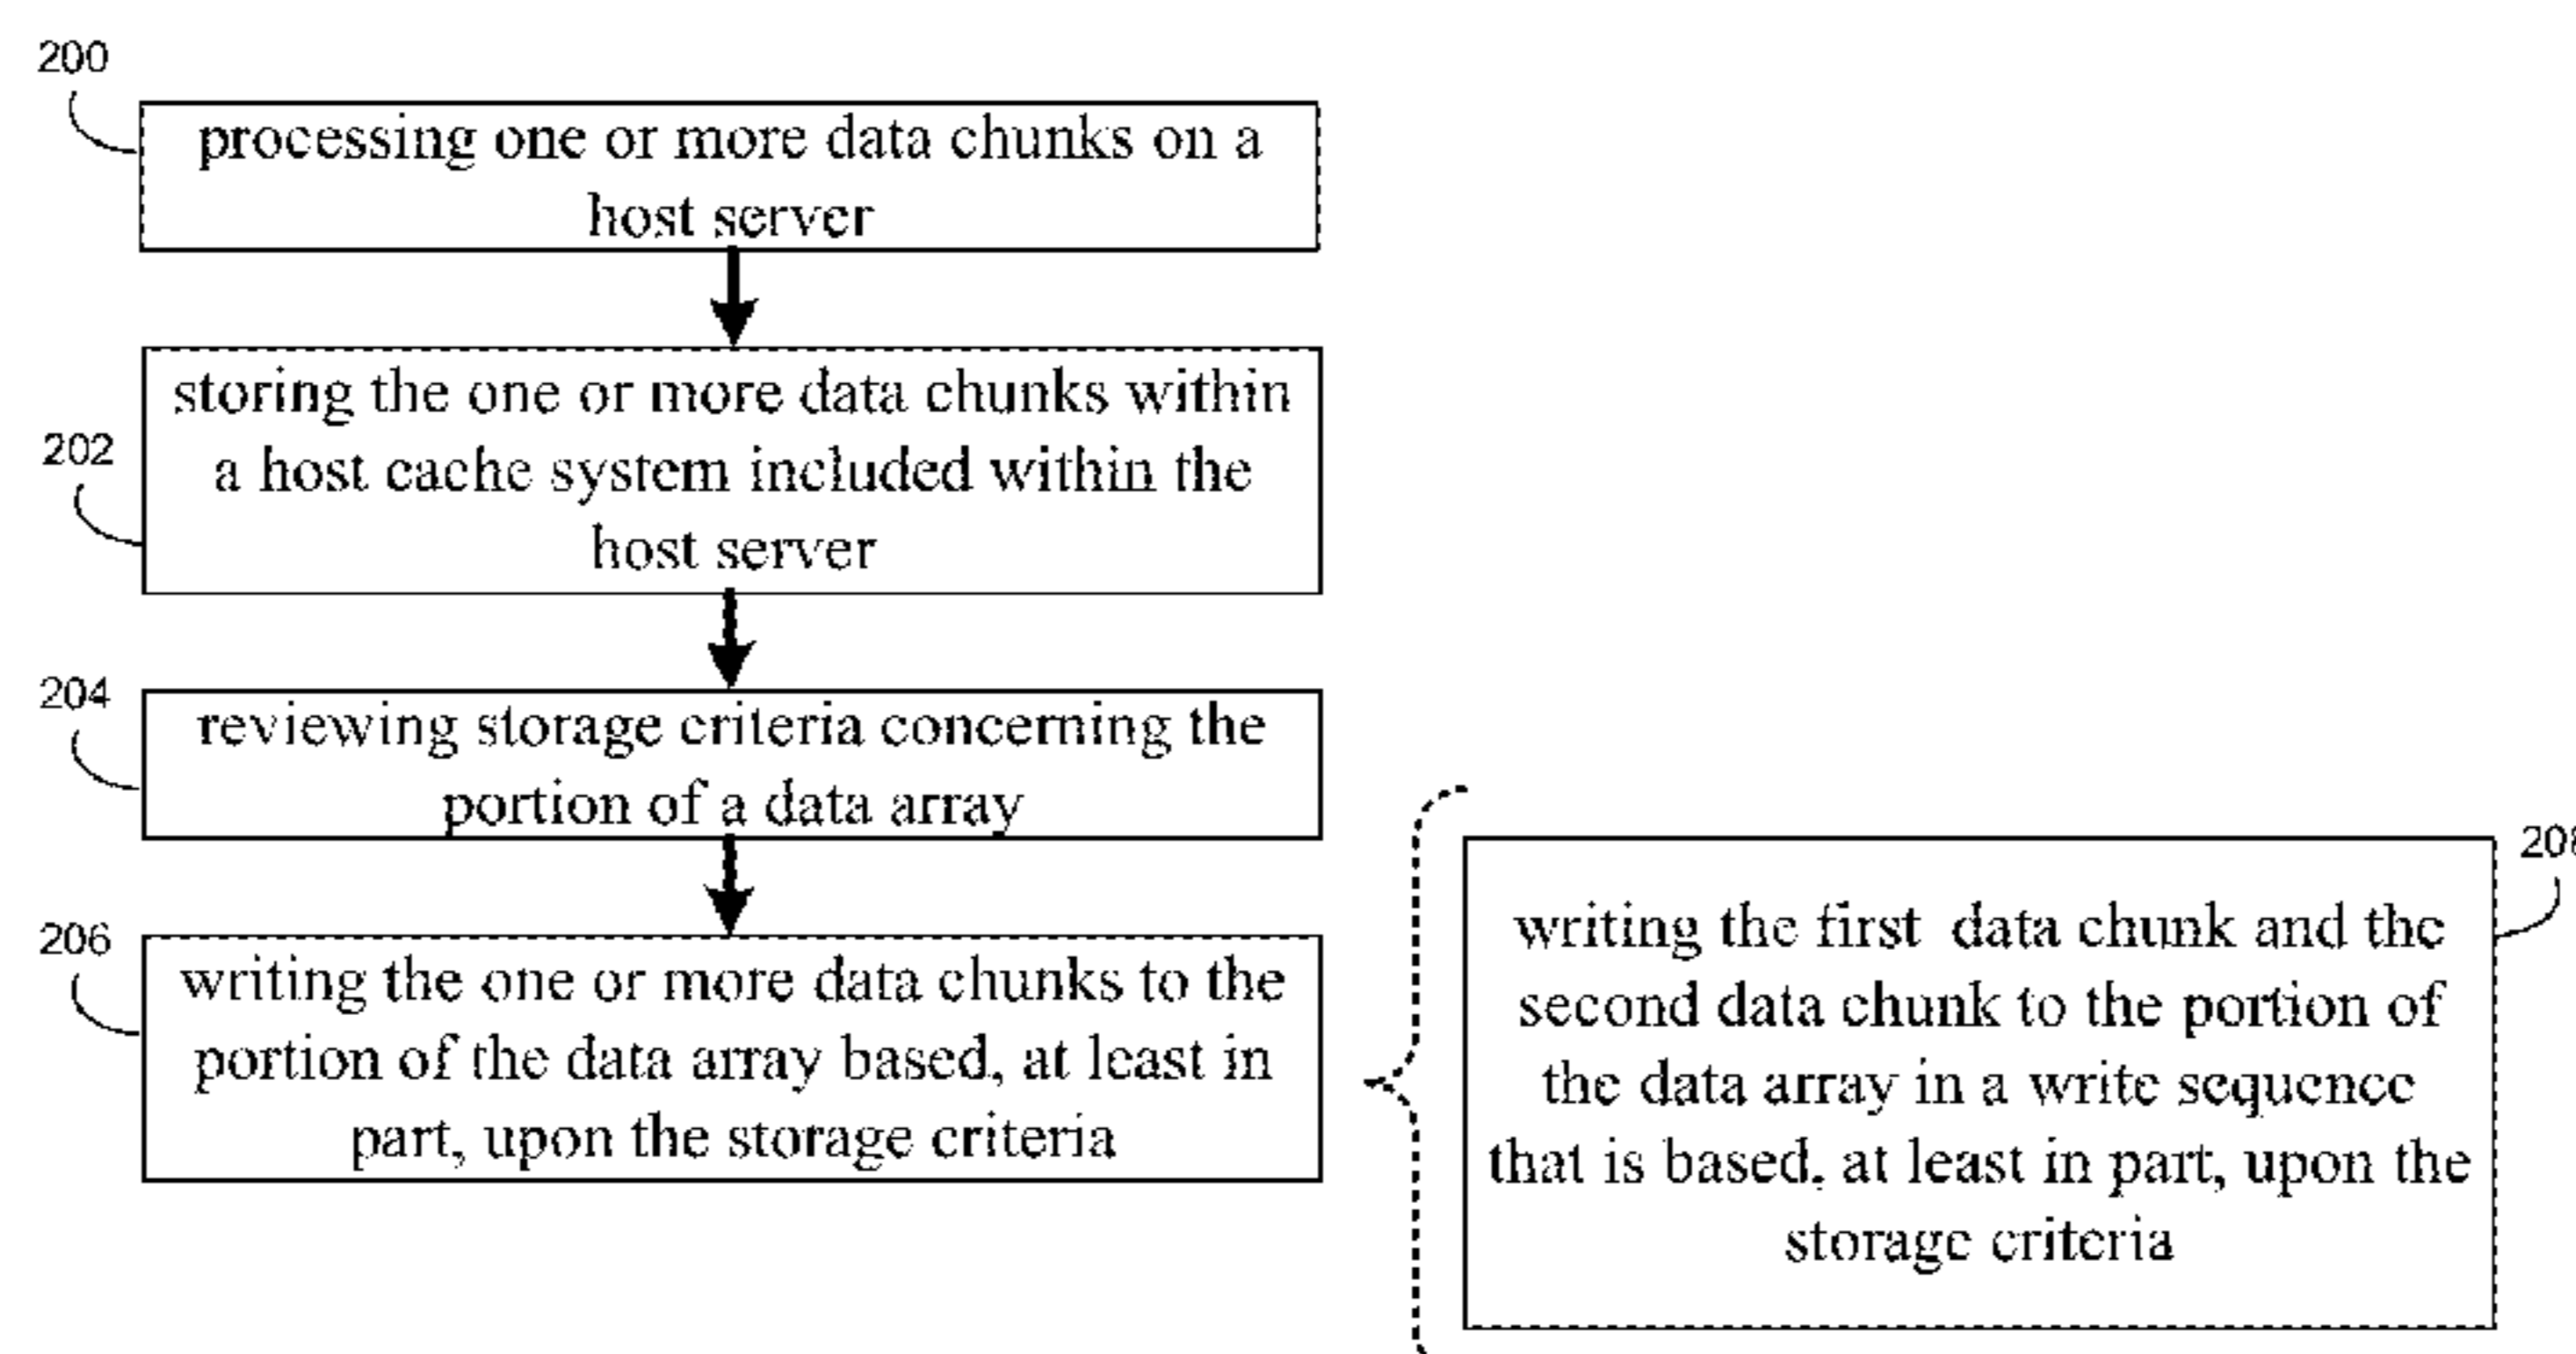 200
processing one or more data chunks on a
host server
storing the one or more data chunks within
202
a host cache system included within the
host server
204
reviewing storage criteria concerning the
portion of a data array
206
writing the one or more data chunks to the
portion of the data array based, at least in
part, upon the storage criteria
208
writing the first data chunk and the
second data chunk to the portion of
the data array in a write sequence
that is based, at least in part, upon the
storage criteria